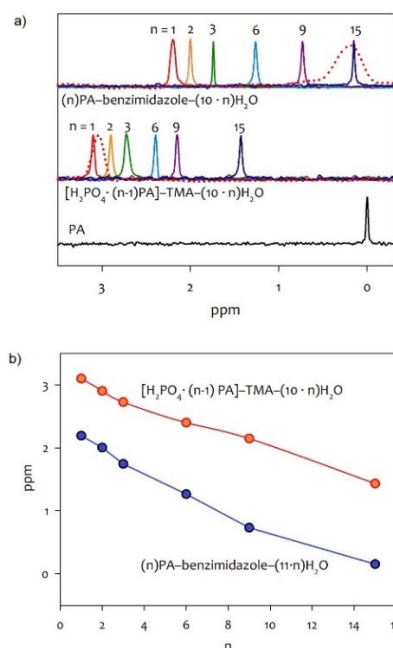 a)
n = 1 2 3 6 9 15
(n)PA–benzimidazole–(10 · n)H₂O
n = 1 2 3 6 9 15
[H₂PO₄· (n-1)PA]–TMA–(10 · n)H₂O
PA
3 2 1 0
ppm
b)
3
2
1
0
ppm
[H₂PO₄· (n-1) PA]–TMA–(10 · n)H₂O
(n)PA–benzimidazole–(11·n)H₂O
0 2 4 6 8 10 12 14
n